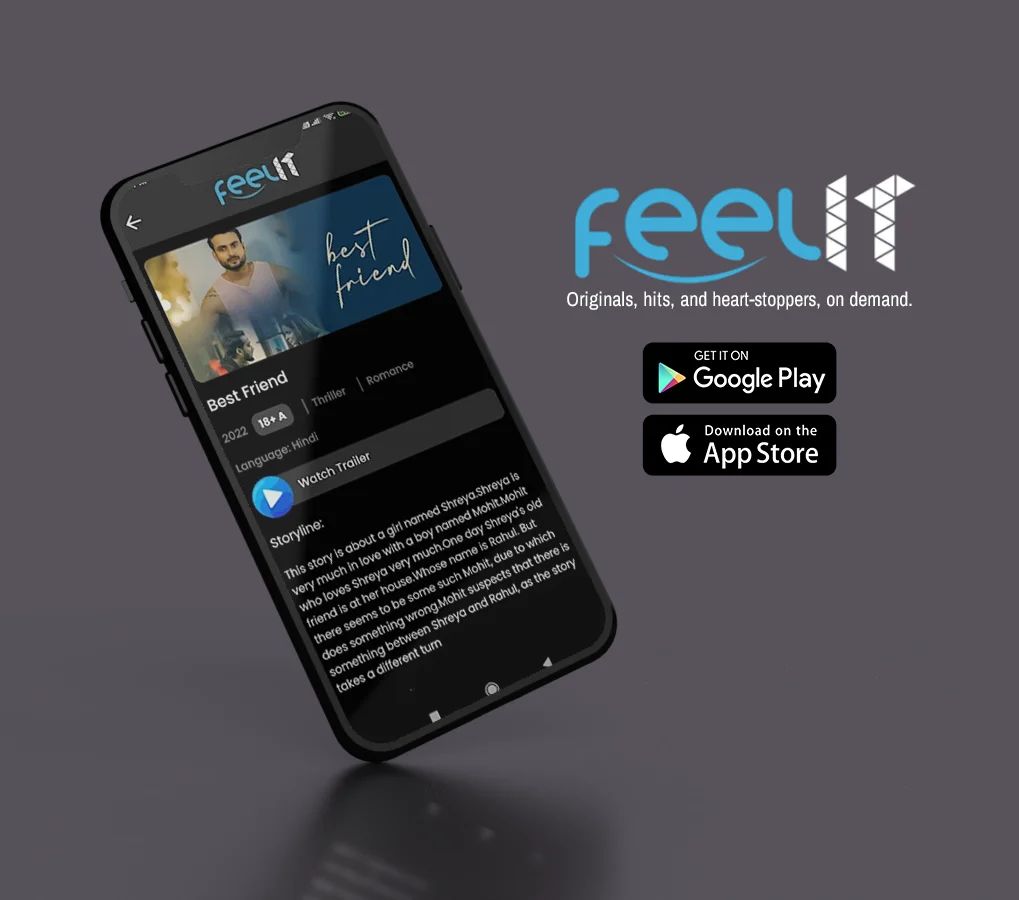 feelIT
best
friend
Best Friend
2022 18+ A | Thriller | Romance
Language: Hindi
Watch Trailer
Storyline:
This story is about a girl named Shreya.Shreya is
very much in love with a boy named Mohit.Mohit
who loves Shreya very much.One day Shreya's old
friend is at her house.Whose name is Rahul. But
there seems to be some such Mohit, due to which
does something wrong.Mohit suspects that there is
something between Shreya and Rahul, as the story
takes a different turn
feelIT
Originals, hits, and heart-stoppers, on demand.
GET IT ON
Google Play
Download on the
App Store